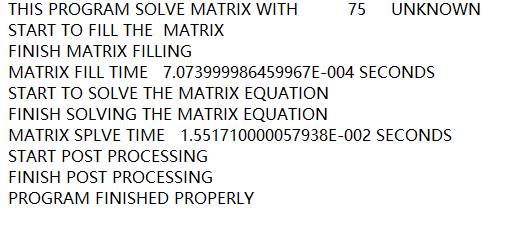 THIS PROGRAM SOLVE MATRIX WITH 75 UNKNOWN
START TO FILL THE MATRIX
FINISH MATRIX FILLING
MATRIX FILL TIME 7.073999986459967E-004 SECONDS
START TO SOLVE THE MATRIX EQUATION
FINISH SOLVING THE MATRIX EQUATION
MATRIX SPLVE TIME 1.551710000057938E-002 SECONDS
START POST PROCESSING
FINISH POST PROCESSING
PROGRAM FINISHED PROPERLY